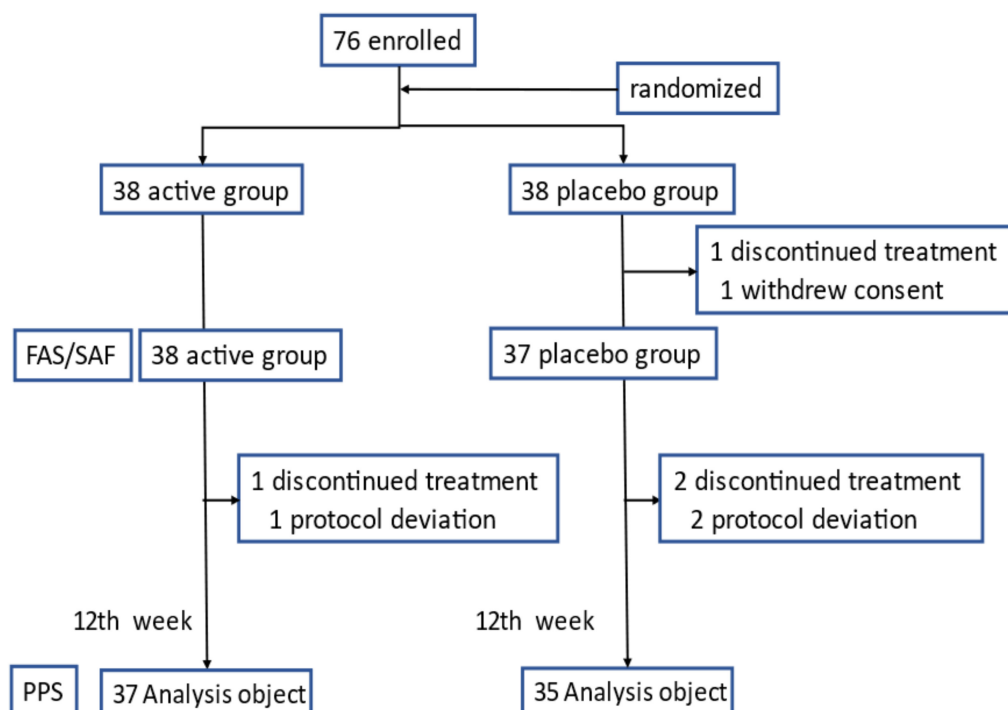 76 enrolled
randomized
38 active group
38 placebo group
1 discontinued treatment
1 withdrew consent
FAS/SAF
38 active group
37 placebo group
1 discontinued treatment
1 protocol deviation
2 discontinued treatment
2 protocol deviation
12th week
12th week
PPS
37 Analysis object
35 Analysis object